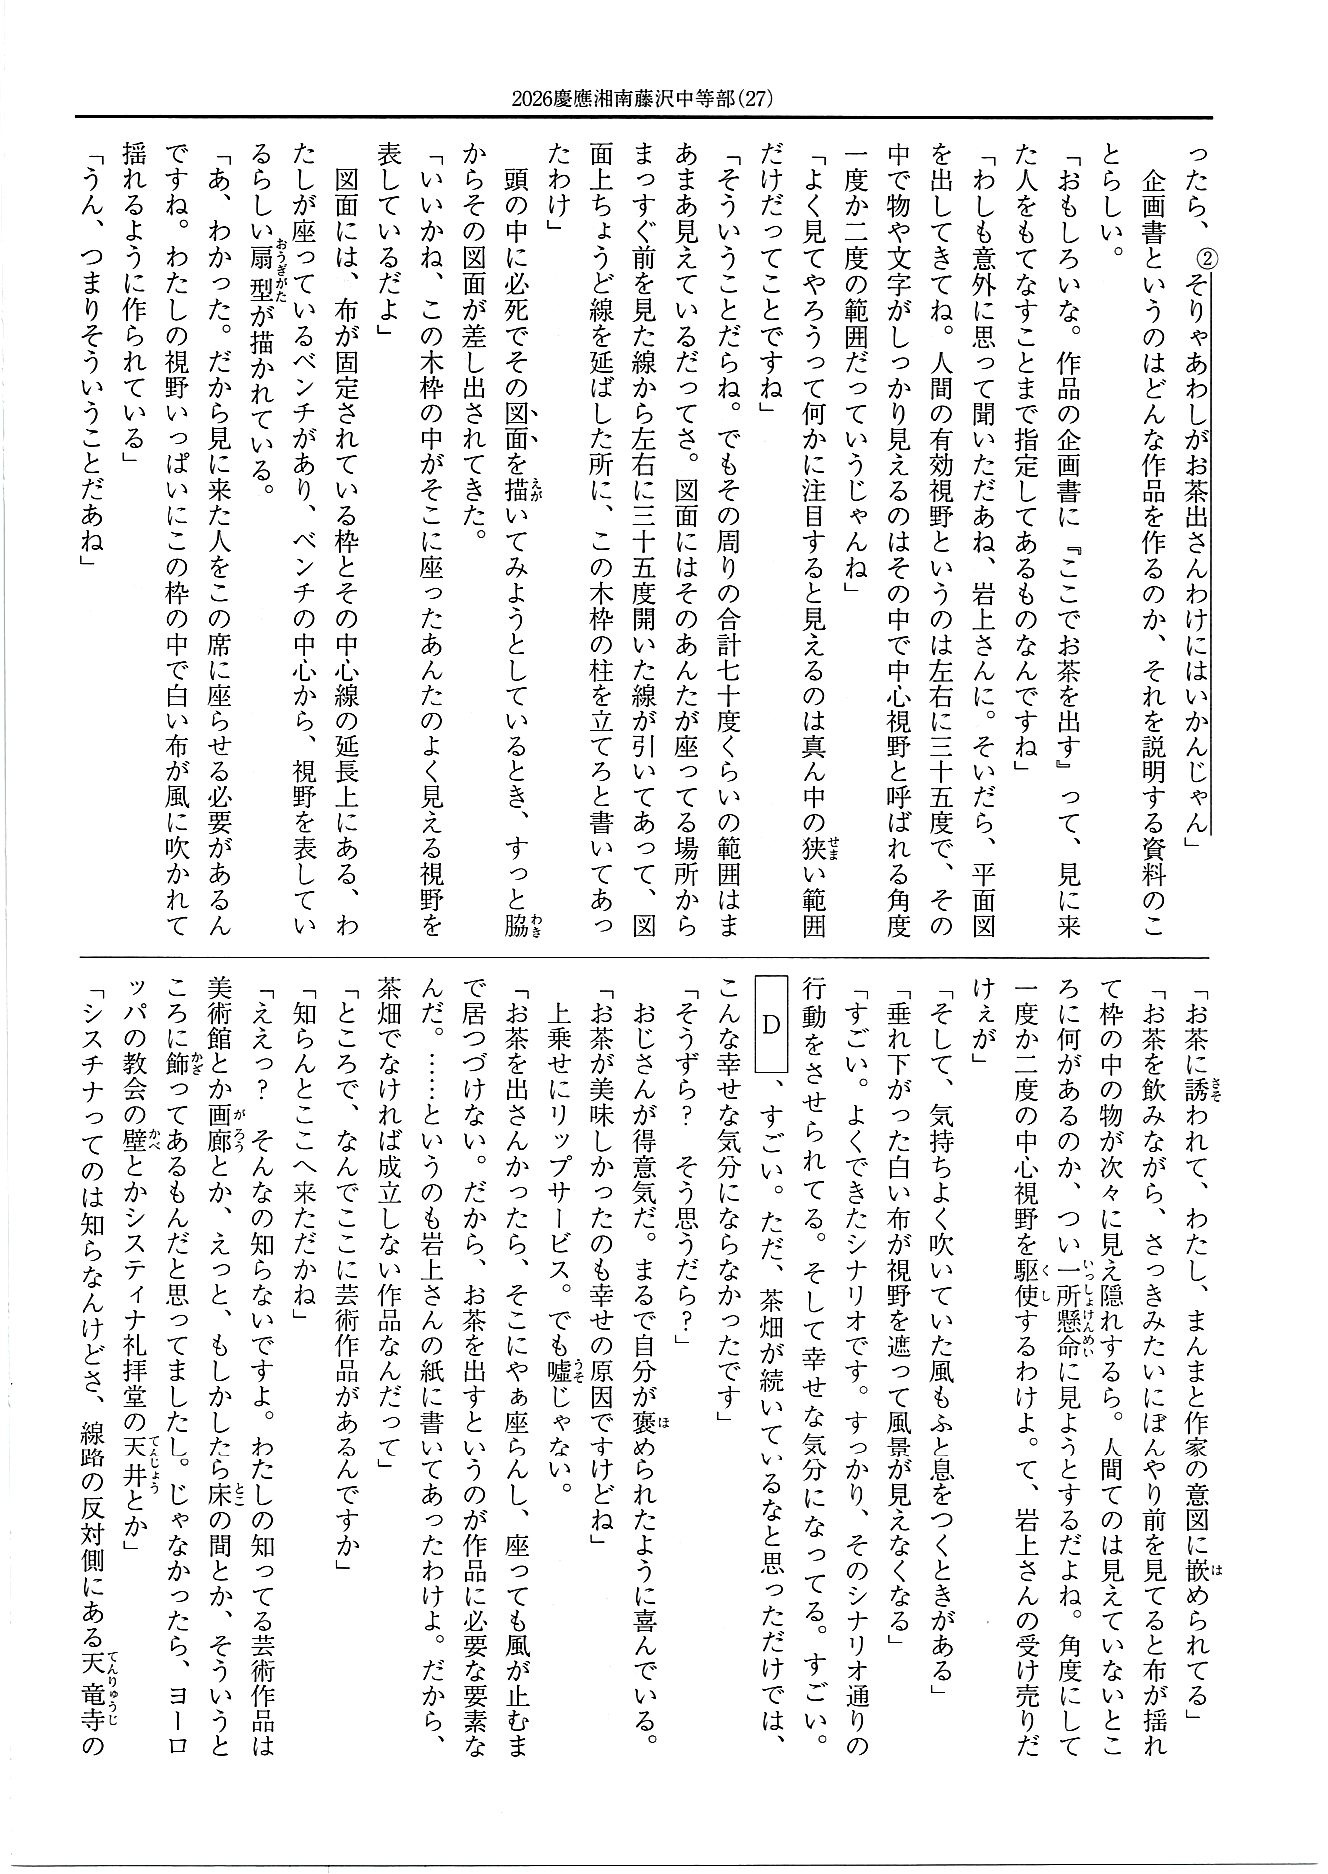 2026慶應湘南藤沢中等部(27)
ったら、②そりゃあわしがお茶出さんわけにはいかんじゃん」
　企画書というのはどんな作品を作るのか、それを説明する資料のこ
とらしい。
「おもしろいな。作品の企画書に『ここでお茶を出す』って、見に来
た人をもてなすことまで指定してあるものなんですね」
「わしも意外に思って聞いただあね、岩上さんに。そいだら、平面図
を出してきてね。人間の有効視野というのは左右に三十五度で、その
中で物や文字がしっかり見えるのはその中で中心視野と呼ばれる角度
一度か二度の範囲だっていうじゃんね」
「よく見てやろうって何かに注目すると見えるのは真ん中の狭い範囲
だけだってことですね」
「そういうことだらね。でもその周りの合計七十度くらいの範囲はま
あまあ見えているだってさ。図面にはそのあんたが座ってる場所から
まっすぐ前を見た線から左右に三十五度開いた線が引いてあって、図
面上ちょうど線を延ばした所に、この木枠の柱を立てろと書いてあっ
たわけ」
　頭の中に必死でその図面を描いてみようとしているとき、すっと脇
からその図面が差し出されてきた。
「いいかね、この木枠の中がそこに座ったあんたのよく見える視野を
表しているだよ」
　図面には、布が固定されている枠とその中心線の延長上にある、わ
たしが座っているベンチがあり、ベンチの中心から、視野を表してい
るらしい扇型が描かれている。
「あ、わかった。だから見に来た人をこの席に座らせる必要があるん
ですね。わたしの視野いっぱいにこの枠の中で白い布が風に吹かれて
揺れるように作られている」
「うん、つまりそういうことだあね」
「お茶に誘われて、わたし、まんまと作家の意図に嵌められてる」
「お茶を飲みながら、さっきみたいにぼんやり前を見てると布が揺れ
て枠の中の物が次々に見え隠れするら。人間てのは見えていないとこ
ろに何があるのか、つい一所懸命に見ようとするだよね。角度にして
一度か二度の中心視野を駆使するわけよ。て、岩上さんの受け売りだ
けぇが」
「そして、気持ちよく吹いていた風もふと息をつくときがある」
「垂れ下がった白い布が視野を遮って風景が見えなくなる」
「すごい。よくできたシナリオです。すっかり、そのシナリオ通りの
行動をさせられてる。そして幸せな気分になってる。すごい。
D、すごい。ただ、茶畑が続いているなと思っただけでは、
こんな幸せな気分にならなかったです」
「そうずら？　そう思うだら？」
　おじさんが得意気だ。まるで自分が褒められたように喜んでいる。
「お茶が美味しかったのも幸せの原因ですけどね」
　上乗せにリップサービス。でも嘘じゃない。
「お茶を出さんかったら、そこにやぁ座らんし、座っても風が止むま
で居つづけない。だから、お茶を出すというのが作品に必要な要素な
んだ。……というのも岩上さんの紙に書いてあったわけよ。だから、
茶畑でなければ成立しない作品なんだって」
「ところで、なんでここに芸術作品があるんですか」
「知らんとここへ来ただかね」
「ええっ？　そんなの知らないですよ。わたしの知ってる芸術作品は
美術館とか画廊とか、えっと、もしかしたら床の間とか、そういうと
ころに飾ってあるもんだと思ってましたし。じゃなかったら、ヨーロ
ッパの教会の壁とかシスティナ礼拝堂の天井とか」
「システィナってのは知らなんけどさ、線路の反対側にある天竜寺の